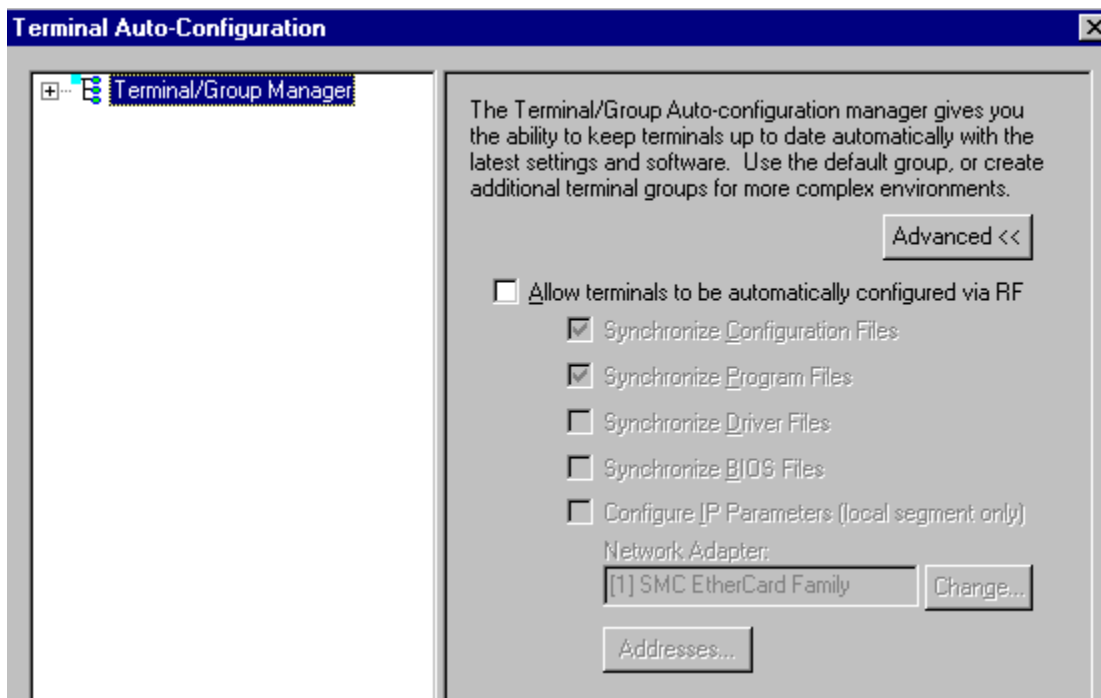 Terminal Auto-Configuration
Terminal/Group Manager
The Terminal/Group Auto-configuration manager gives you
the ability to keep terminals up to date automatically with the
latest settings and software. Use the default group, or create
additional terminal groups for more complex environments.
Advanced <<
Allow terminals to be automatically configured via RF
Synchronize Configuration Files
Synchronize Program Files
Synchronize Driver Files
Synchronize BIOS Files
Configure IP Parameters (local segment only)
Network Adapter:
[1] SMC EtherCard Family
Change...
Addresses...